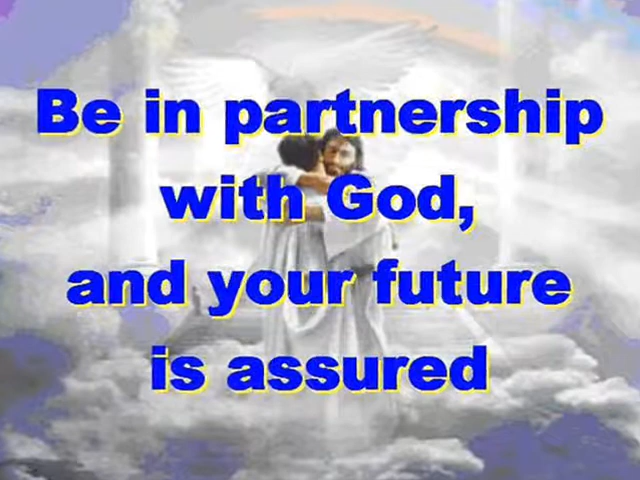 Be in partnership
with God,
and your future
is assured